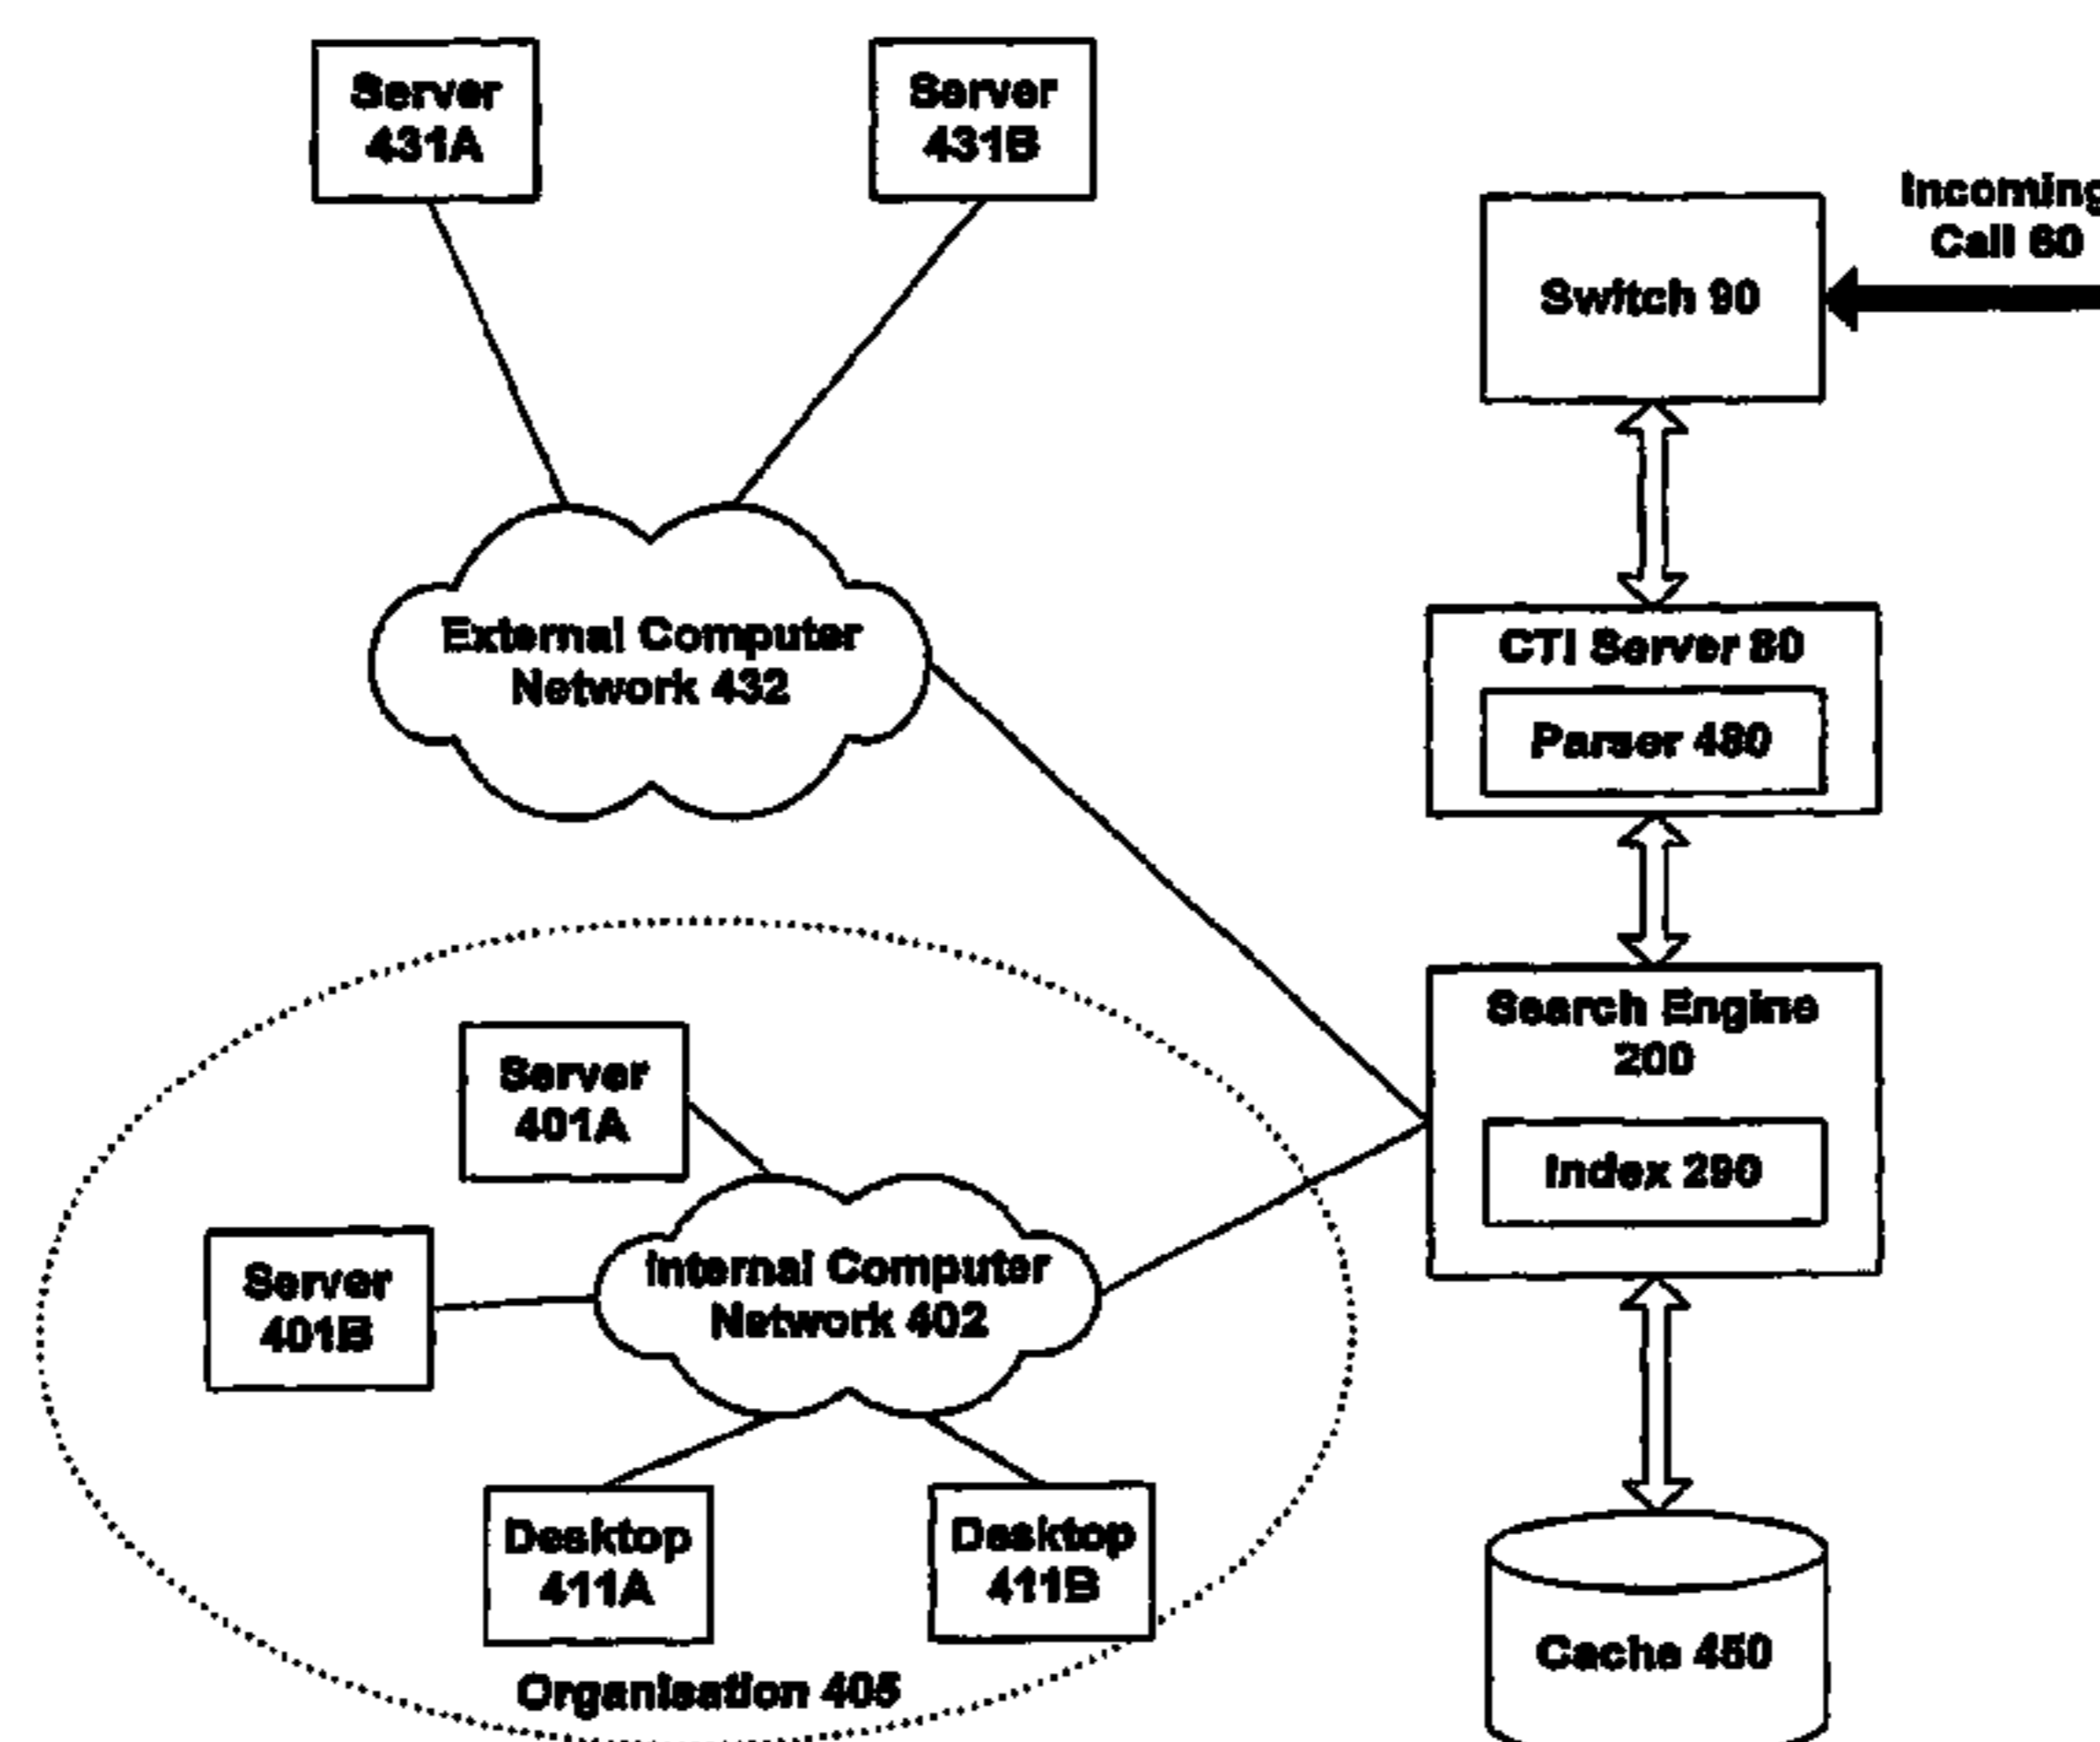 Server
431A
Server
431B
Incoming
Call 60
Switch 90
External Computer
Network 432
CTI Server 80
Parser 480
Search Engine
200
Index 290
Server
401A
Server
401B
Internal Computer
Network 402
Desktop
411A
Desktop
411B
Organisation 405
Cache 450